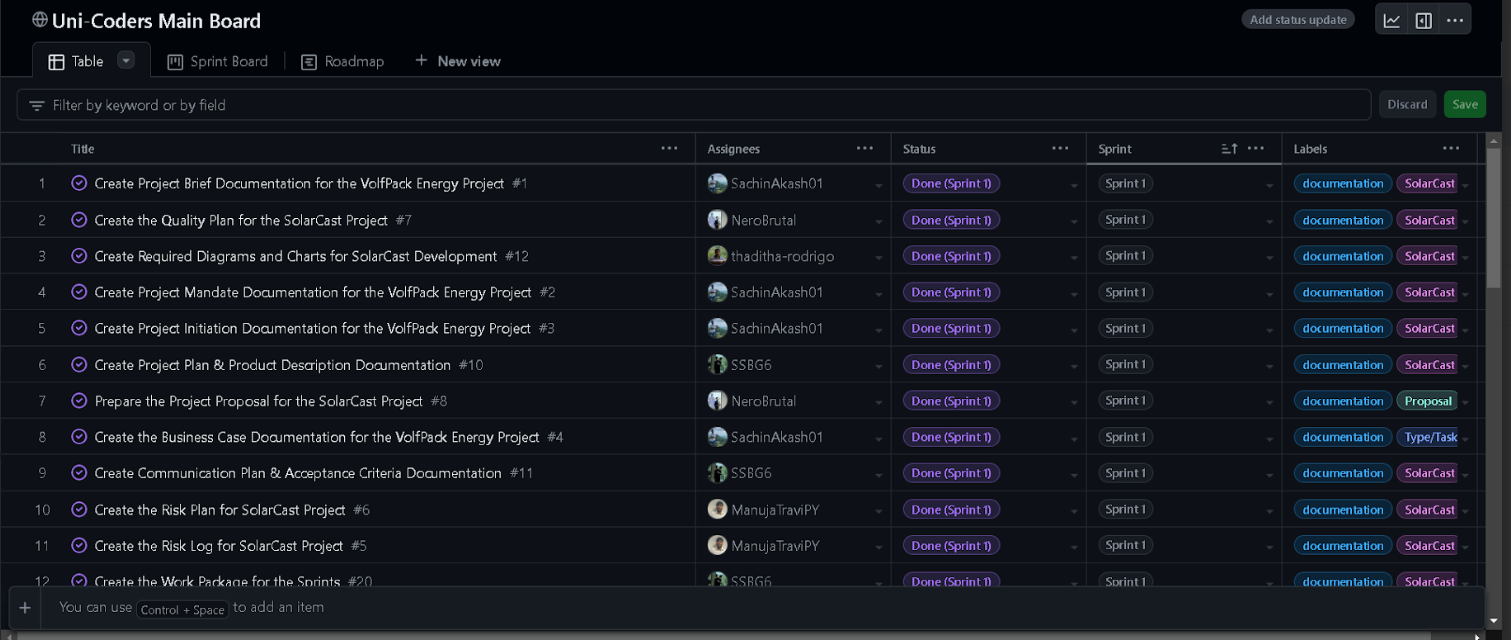 Uni-Coders Main Board
Add status update
Table Sprint Board Roadmap + New view
Filter by keyword or by field Discard Save
Title Assignees Status Sprint Labels
1 Create Project Brief Documentation for the VolfPack Energy Project #1 SachinAkash01 Done (Sprint 1) Sprint 1 documentation SolarCast
2 Create the Quality Plan for the SolarCast Project #7 NeroBrutal Done (Sprint 1) Sprint 1 documentation SolarCast
3 Create Required Diagrams and Charts for SolarCast Development #12 thaditha-rodrigo Done (Sprint 1) Sprint 1 documentation SolarCast
4 Create Project Mandate Documentation for the VolfPack Energy Project #2 SachinAkash01 Done (Sprint 1) Sprint 1 documentation SolarCast
5 Create Project Initiation Documentation for the VolfPack Energy Project #3 SachinAkash01 Done (Sprint 1) Sprint 1 documentation SolarCast
6 Create Project Plan & Product Description Documentation #10 SSBG6 Done (Sprint 1) Sprint 1 documentation SolarCast
7 Prepare the Project Proposal for the SolarCast Project #8 NeroBrutal Done (Sprint 1) Sprint 1 documentation Proposal
8 Create the Business Case Documentation for the VolfPack Energy Project #4 SachinAkash01 Done (Sprint 1) Sprint 1 documentation Type/Task
9 Create Communication Plan & Acceptance Criteria Documentation #11 SSBG6 Done (Sprint 1) Sprint 1 documentation SolarCast
10 Create the Risk Plan for SolarCast Project #6 ManujaTraviPY Done (Sprint 1) Sprint 1 documentation SolarCast
11 Create the Risk Log for SolarCast Project #5 ManujaTraviPY Done (Sprint 1) Sprint 1 documentation SolarCast
12 Create the Work Package for the Sprints #20 SSBG6 Done (Sprint 1) Sprint 1 documentation SolarCast
+ You can use Control + Space to add an item